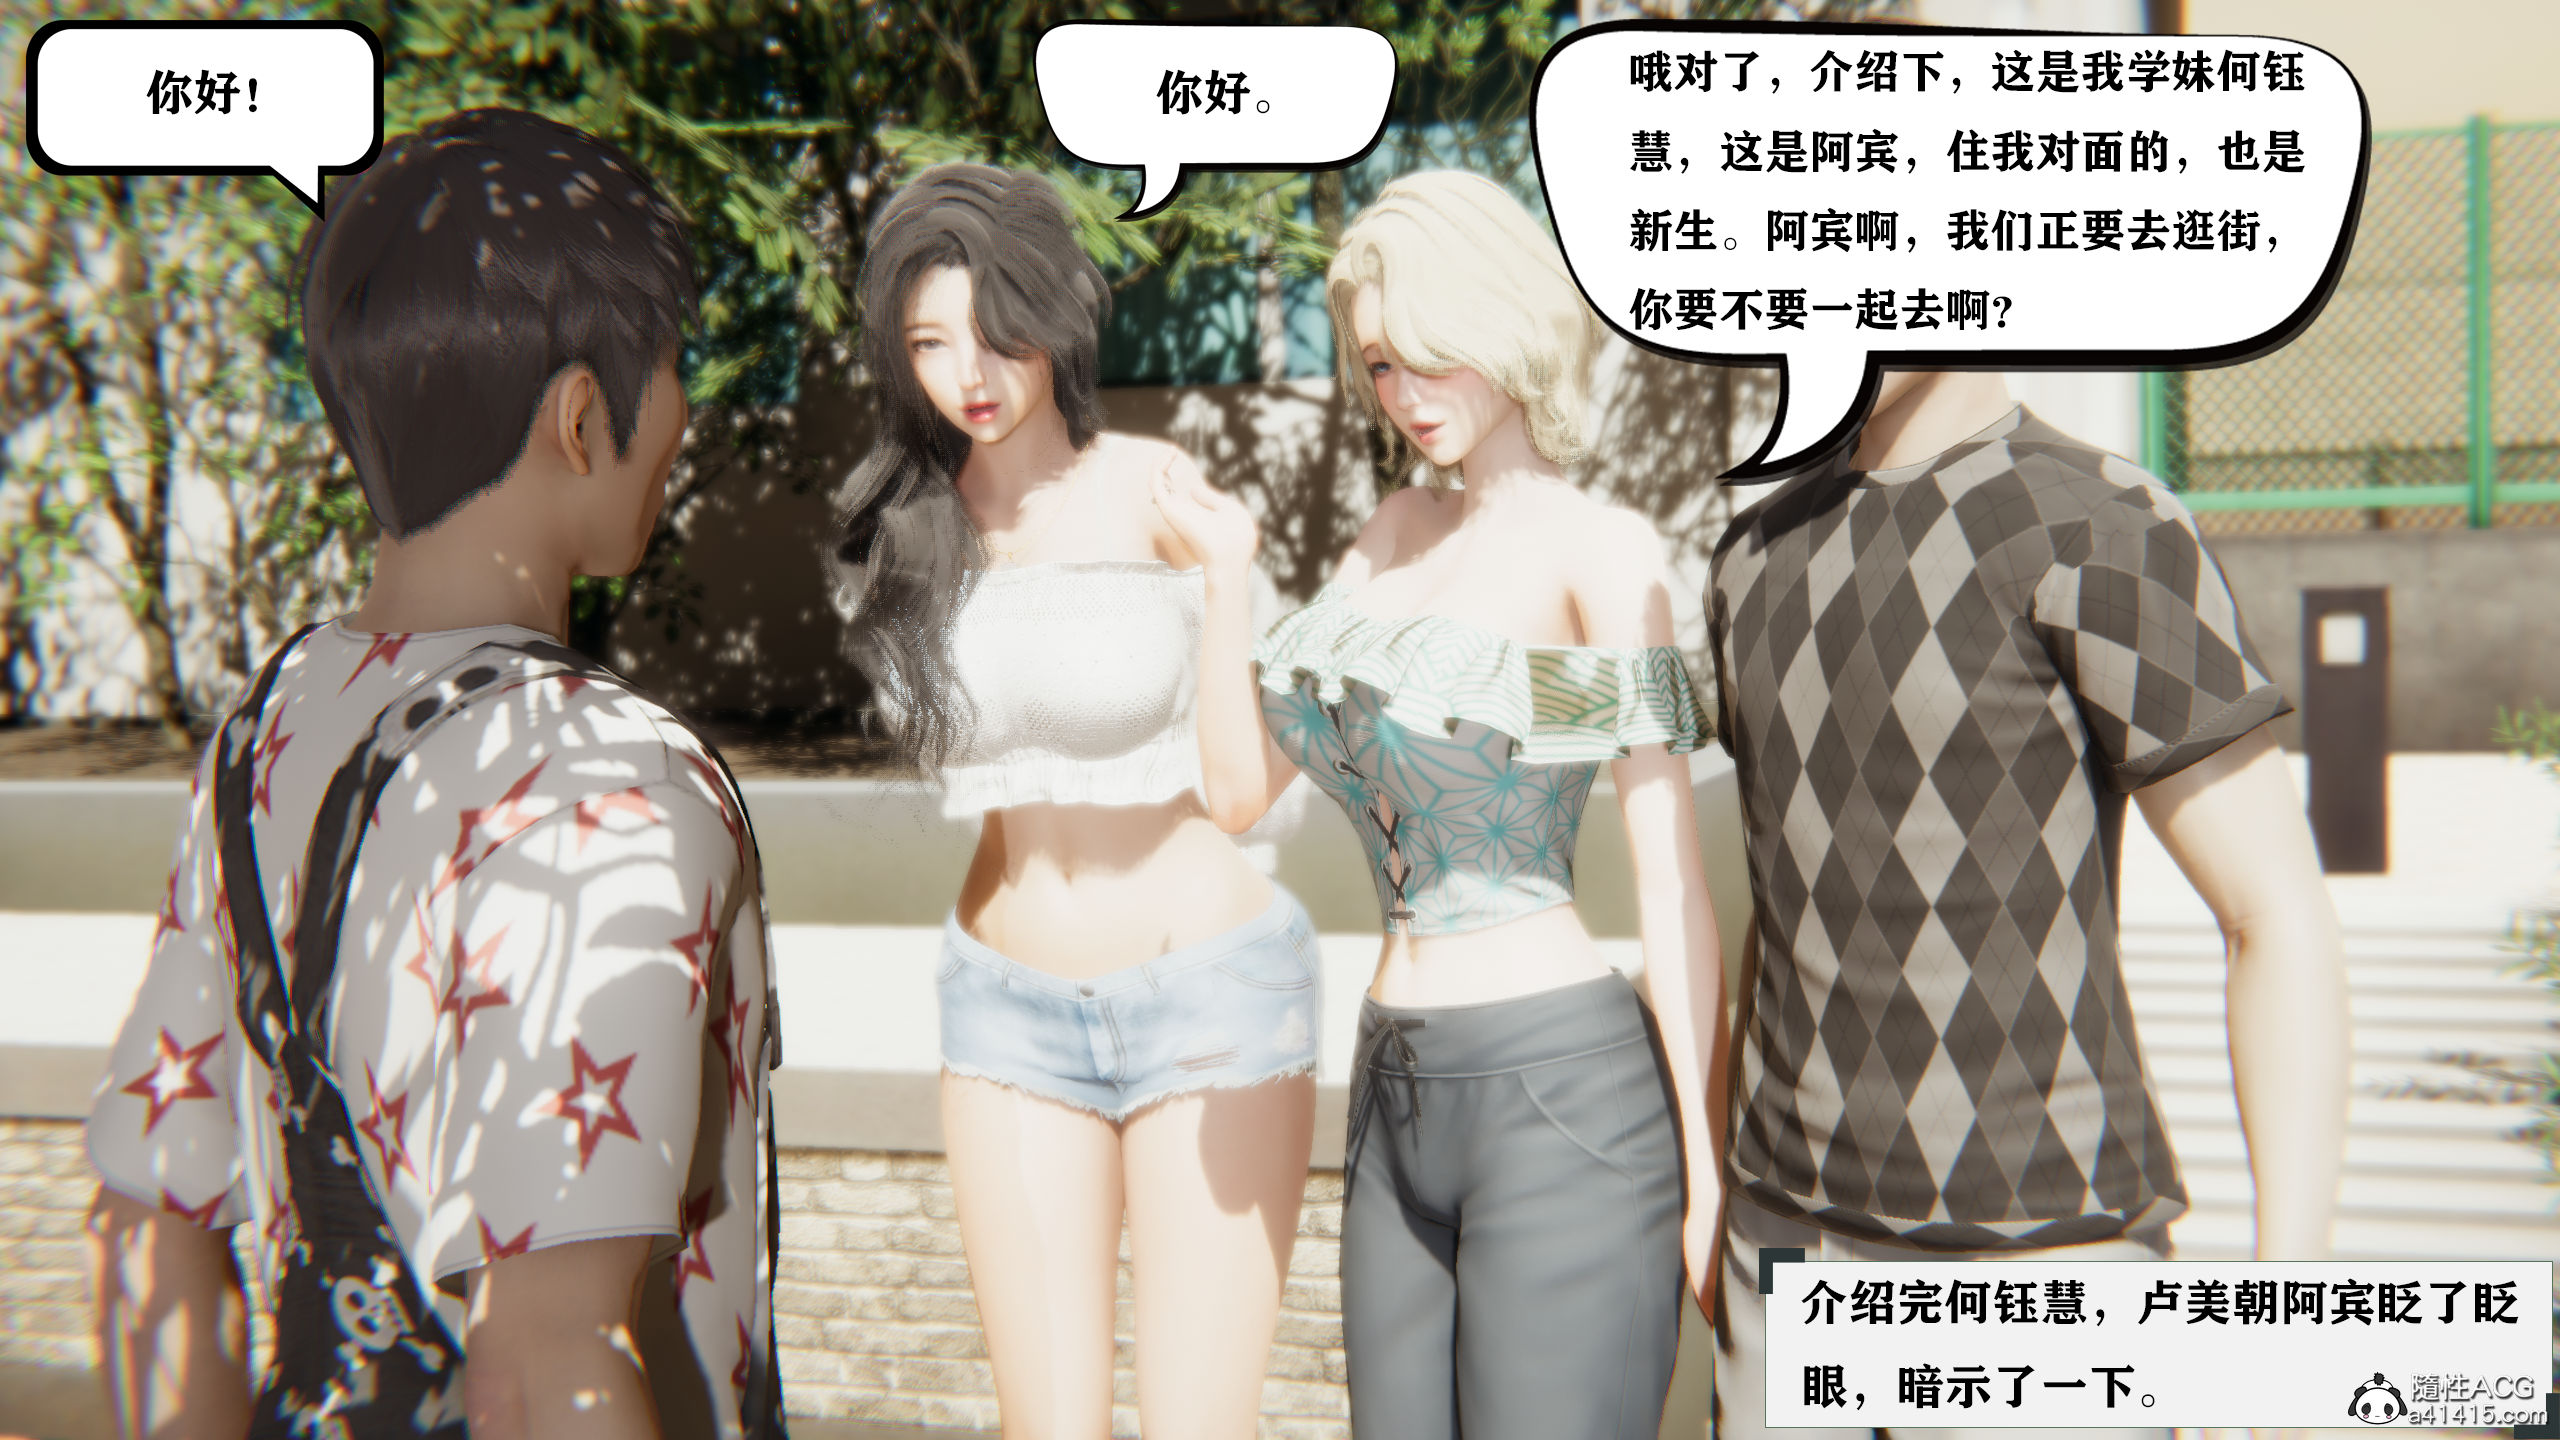 你好！
你好。
哦对了，介绍下，这是我学妹何钰
慧，这是阿宾，住我对面的，也是
新生。阿宾啊，我们正要去逛街，
你要不要一起去啊？
介绍完何钰慧，卢美朝阿宾眨了眨
眼，暗示了一下。
隨性ACG
a41415.com